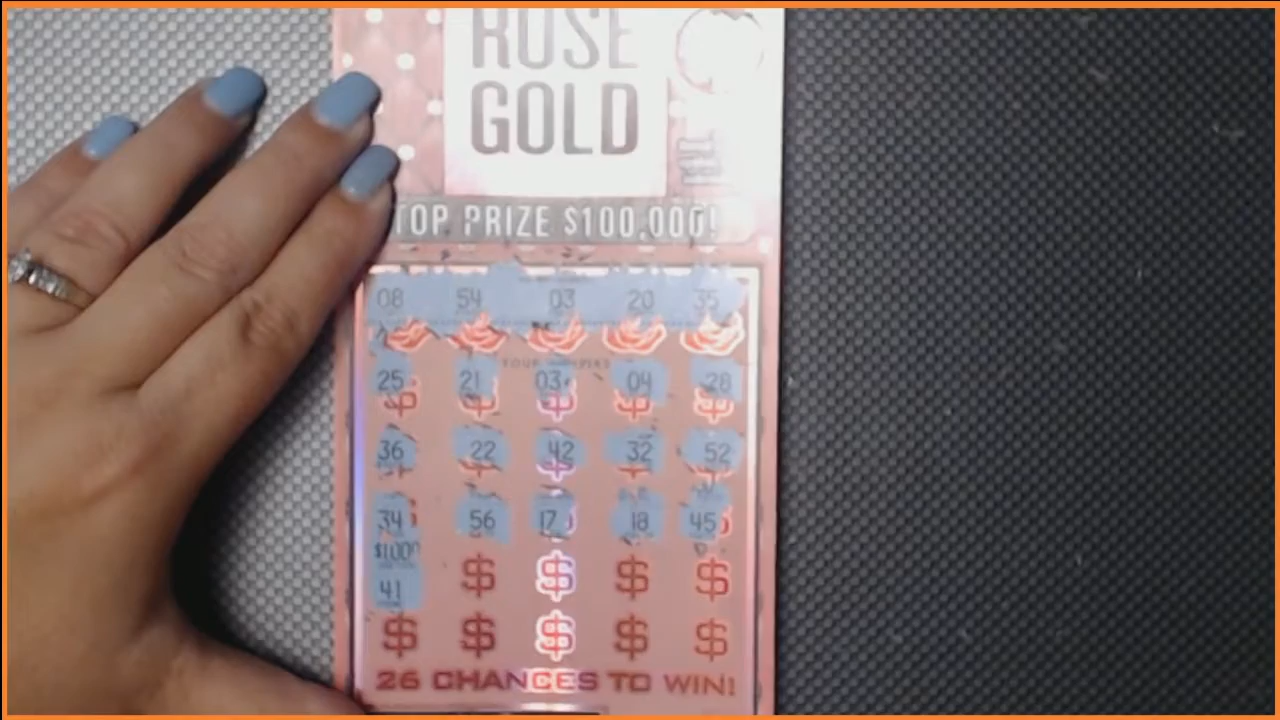 ROSE
GOLD
TOP PRIZE $100,000!
08 54 03 20 35
YOUR
25 21 03 04 28
$ $ $ $ $
36 22 42 32 52
34 56 17 18 45
$1000
41 $ $ $ $
$ $ $ $ $
26 CHANCES TO WIN!